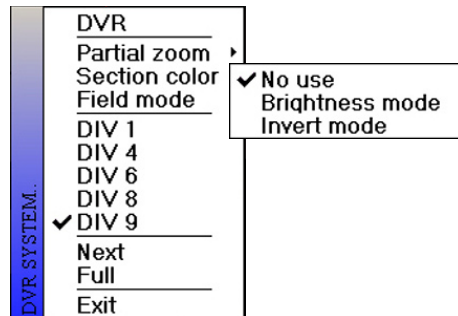 DVR
Partial zoom
Section color
Field mode
No use
Brightness mode
Invert mode
DIV 1
DIV 4
DIV 6
DIV 8
DIV 9
Next
Full
Exit
DVR SYSTEM..